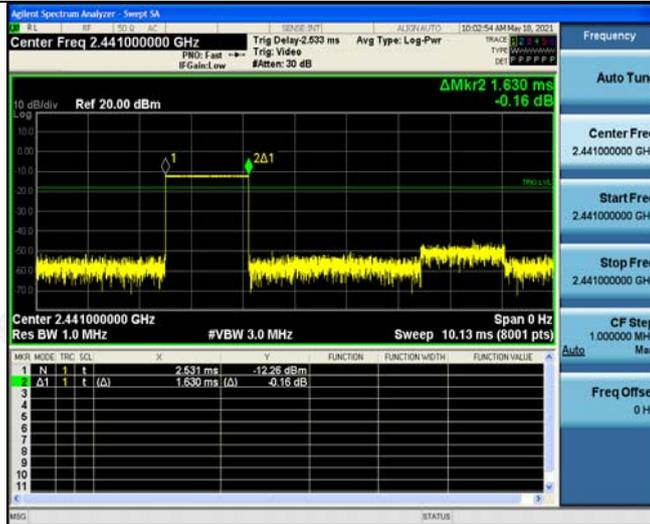 Agilent Spectrum Analyzer - Swept SA
RL RF 50 Ω AC SENSE:INT ALIGN AUTO 10:02:54 AM May 18, 2021
Center Freq 2.441000000 GHz Trig Delay-2.533 ms Avg Type: Log-Pwr TRACE 1 2 3 4 5 6
PNO: Fast Trig: Video TYPE
IFGain:Low #Atten: 30 dB DET P P P P P P
ΔMkr2 1.630 ms
-0.16 dB
10 dB/div Ref 20.00 dBm
Log
10.0
0.00
-10.0
-20.0
-30.0
-40.0
-50.0
-60.0
-70.0
1
2Δ1
TRIG LVL
Center 2.441000000 GHz Span 0 Hz
Res BW 1.0 MHz #VBW 3.0 MHz Sweep 10.13 ms (8001 pts)
MKR MODE TRC SCL X Y FUNCTION FUNCTION WIDTH FUNCTION VALUE
1 N 1 t 2.531 ms -12.26 dBm
2 Δ1 1 t (Δ) 1.630 ms (Δ) -0.16 dB
3
4
5
6
7
8
9
10
11
MSG STATUS
Frequency
Auto Tun
Center Fre
2.441000000 GH
Start Fre
2.441000000 GH
Stop Fre
2.441000000 GH
CF Ste
1.000000 MH
Auto Ma
Freq Offse
0 H